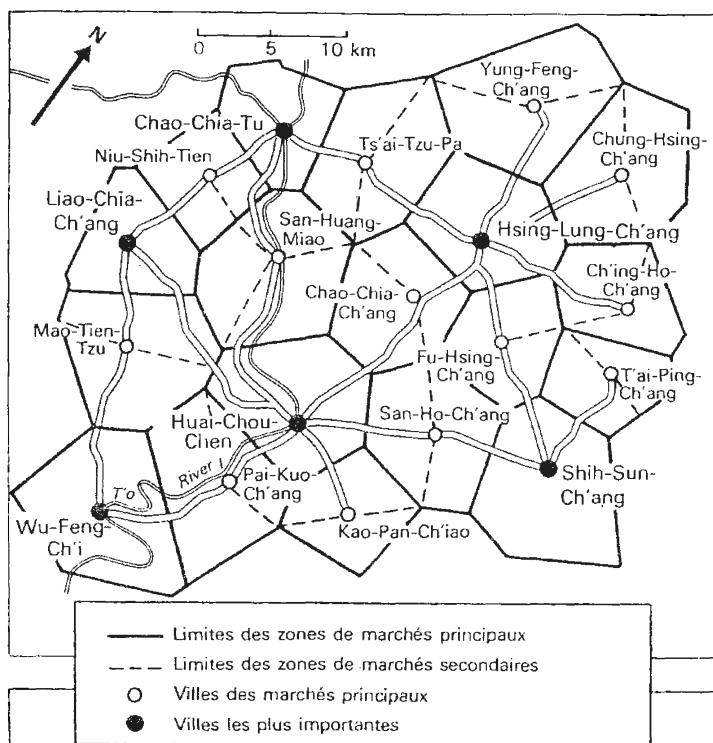 N
0 6 10 km
Yung-Feng-
Ch'ang
Chao-Chia-Tu
Ts'ai-Tzu-Pa
Chung-Hsing-
Ch'ang
Niu-Shih-Tien
Liao-Chia-
Ch'ang
San-Huang-
Miao
Hsing-Lung-Ch'ang
Chao-Chia-
Ch'ang
Ch'ing-Ho-
Ch'ang
Mao-Tien-
Tzu
Fu-Hsing-
Ch'ang
T'ai-Ping-
Ch'ang
Huai-Chou-
Chen
San-Ho-Ch'ang
T'o River
Pai-Kuo-
Ch'ang
Shih-Sun-
Ch'ang
Wu-Feng-
Ch'i
Kao-Pan-Ch'iao
Limites des zones de marchés principaux
Limites des zones de marchés secondaires
Villes des marchés principaux
Villes les plus importantes